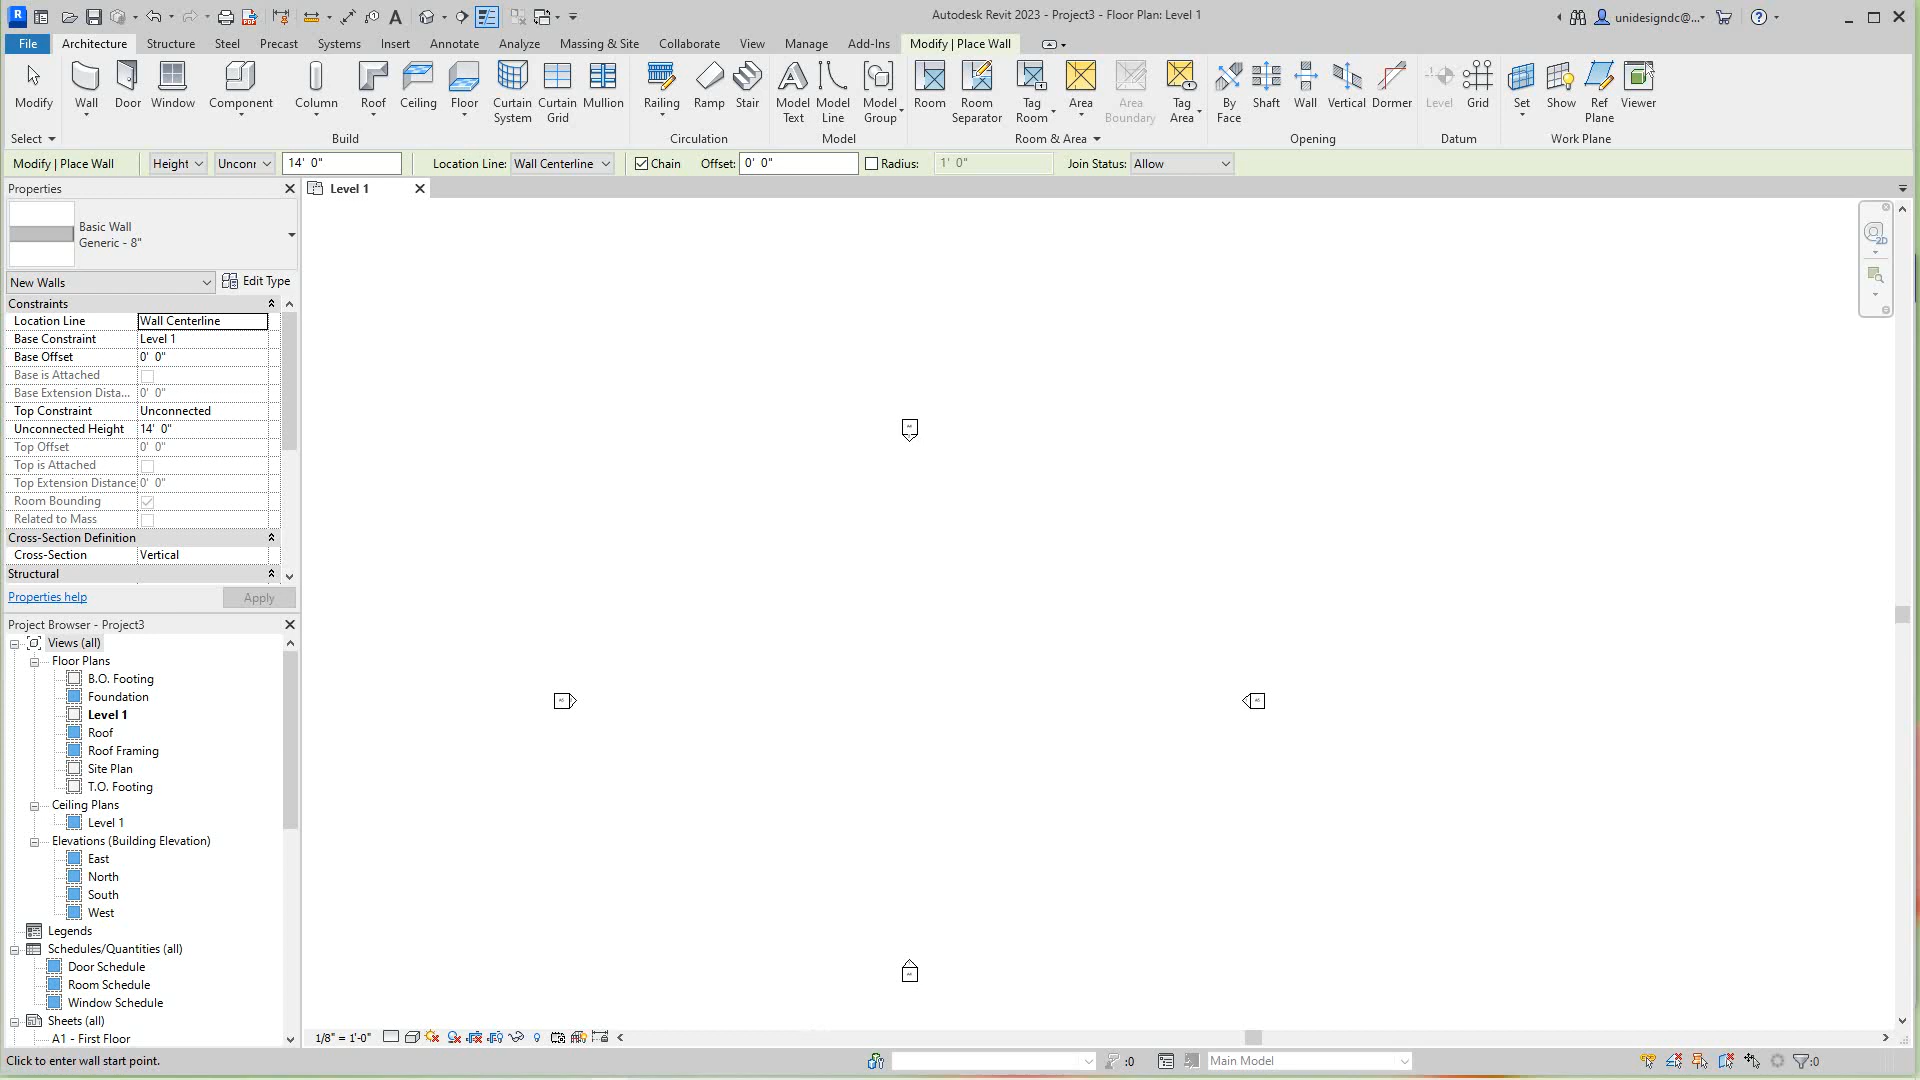 Autodesk Revit 2023 - Project3 - Floor Plan: Level 1
unidesigndc@...
File Architecture Structure Steel Precast Systems Insert Annotate Analyze Massing & Site Collaborate View Manage Add-Ins Modify | Place Wall
Modify Wall Door Window Component Column Roof Ceiling Floor Curtain System Curtain Grid Mullion Railing Ramp Stair Model Text Model Line Model Group Room Room Separator Tag Room Area Area Boundary Tag Area By Face Shaft Wall Vertical Dormer Level Grid Set Show Ref Plane Viewer
Select Build Circulation Model Room & Area Opening Datum Work Plane
Modify | Place Wall Height Unconr 14' 0" Location Line: Wall Centerline Chain Offset: 0' 0" Radius: 1' 0" Join Status: Allow
Properties
Level 1
Basic Wall
Generic - 8"
New Walls Edit Type
Constraints
Location Line Wall Centerline
Base Constraint Level 1
Base Offset 0' 0"
Base is Attached
Base Extension Dista... 0' 0"
Top Constraint Unconnected
Unconnected Height 14' 0"
Top Offset 0' 0"
Top is Attached
Top Extension Distance 0' 0"
Room Bounding
Related to Mass
Cross-Section Definition
Cross-Section Vertical
Structural
Properties help Apply
Project Browser - Project3
Views (all)
Floor Plans
B.O. Footing
Foundation
Level 1
Roof
Roof Framing
Site Plan
T.O. Footing
Ceiling Plans
Level 1
Elevations (Building Elevation)
East
North
South
West
Legends
Schedules/Quantities (all)
Door Schedule
Room Schedule
Window Schedule
Sheets (all)
A1 - First Floor
1/8" = 1'-0"
Click to enter wall start point.
:0
Main Model
:0
2D